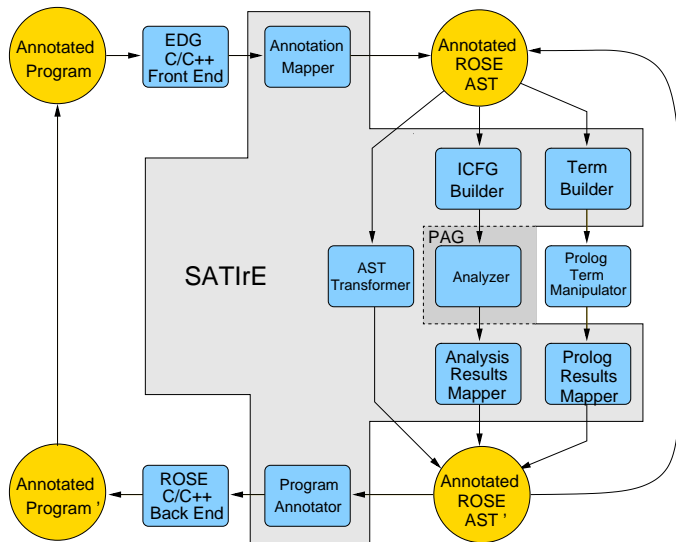 Annotated
Program
EDG
C/C++
Front End
Annotation
Mapper
Annotated
ROSE
AST
ICFG
Builder
Term
Builder
PAG
SATIrE
AST
Transformer
Analyzer
Prolog
Term
Manipulator
Analysis
Results
Mapper
Prolog
Results
Mapper
Annotated
Program '
ROSE
C/C++
Back End
Program
Annotator
Annotated
ROSE
AST '